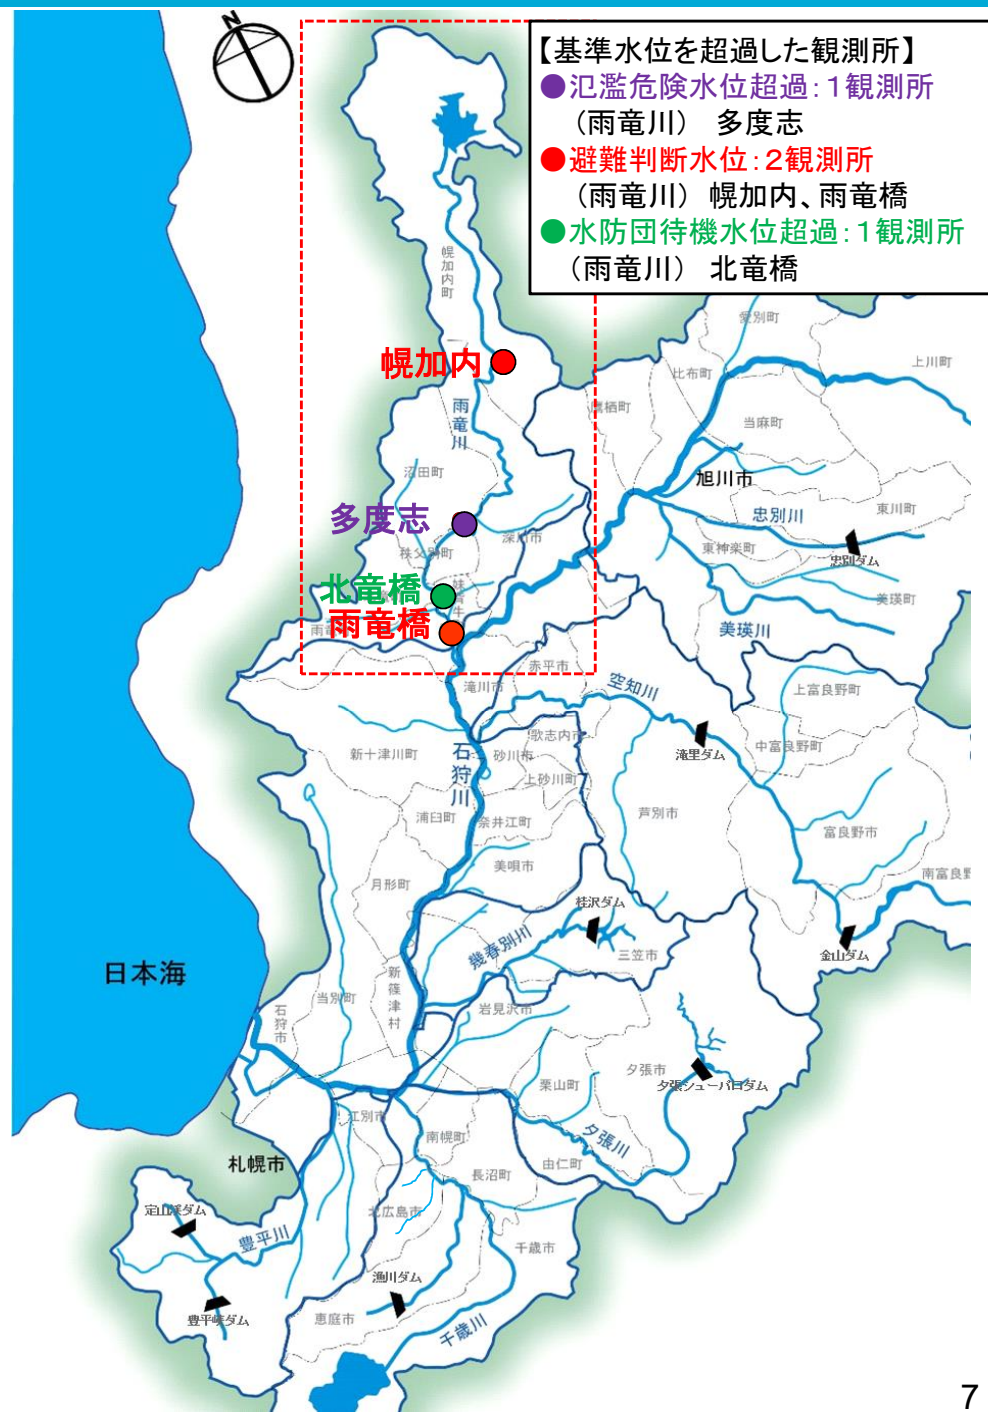 N
【基準水位を超過した観測所】
●氾濫危険水位超過：1観測所
（雨竜川） 多度志
●避難判断水位：2観測所
（雨竜川） 幌加内、雨竜橋
●水防団待機水位超過：1観測所
（雨竜川） 北竜橋
幌加内町
愛別町
上川町
比布町
幌加内
鷹栖町
当麻町
雨竜川
沼田町
旭川市
東川町
多度志
忠別川
深川市
秩父別町
東神楽町
忠別ダム
北竜橋
美瑛町
雨竜橋
美瑛川
赤平市
滝川市
空知川
上富良野町
歌志内市
新十津川町
石狩川
砂川市
滝里ダム
中富良野町
上砂川町
芦別市
浦臼町
奈井江町
富良野市
美唄市
南富良野
月形町
桂沢ダム
幾春別川
三笠市
金山ダム
日本海
新篠津村
当別町
石狩市
岩見沢市
夕張市
栗山町
夕張シューパロダム
江別市
南幌町
夕張川
札幌市
由仁町
長沼町
定山渓ダム
北広島市
豊平川
千歳市
漁川ダム
豊平峡ダム
恵庭市
千歳川
7